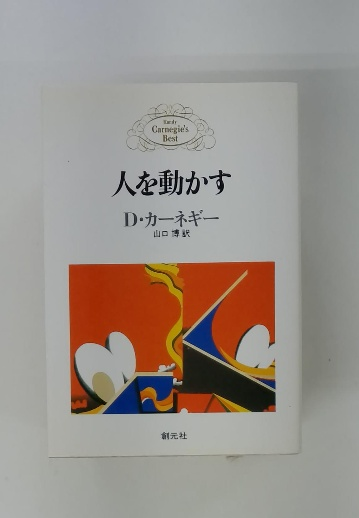 Handy
Carnegie's
Best
人を動かす
D・カーネギー
山口 博 訳
創元社